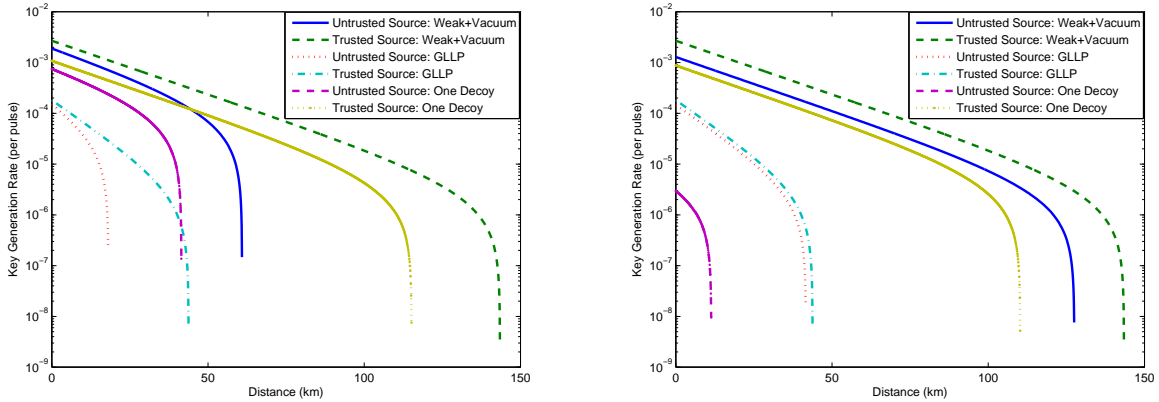 10⁻²
10⁻³
10⁻⁴
10⁻⁵
10⁻⁶
10⁻⁷
10⁻⁸
10⁻⁹
Key Generation Rate (per pulse)
Untrusted Source: Weak+Vacuum
Trusted Source: Weak+Vacuum
Untrusted Source: GLLP
Trusted Source: GLLP
Untrusted Source: One Decoy
Trusted Source: One Decoy
0 50 100 150
Distance (km)
10⁻²
10⁻³
10⁻⁴
10⁻⁵
10⁻⁶
10⁻⁷
10⁻⁸
10⁻⁹
Key Generation Rate (per pulse)
Untrusted Source: Weak+Vacuum
Trusted Source: Weak+Vacuum
Untrusted Source: GLLP
Trusted Source: GLLP
Untrusted Source: One Decoy
Trusted Source: One Decoy
0 50 100 150
Distance (km)